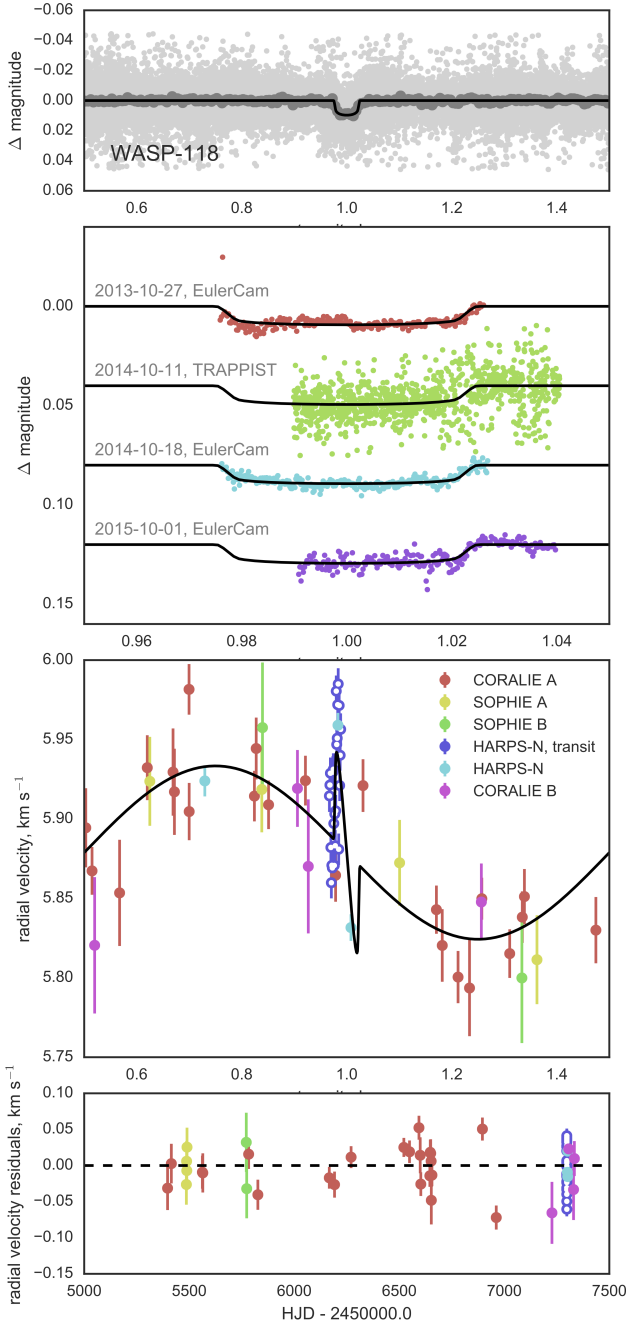 −0.06
−0.04
−0.02
0.00
0.02
0.04
0.06
Δ magnitude
WASP-118
0.6 0.8 1.0 1.2 1.4
0.00
0.05
0.10
0.15
Δ magnitude
2013-10-27, EulerCam
2014-10-11, TRAPPIST
2014-10-18, EulerCam
2015-10-01, EulerCam
0.96 0.98 1.00 1.02 1.04
6.00
5.95
5.90
5.85
5.80
5.75
radial velocity, km s⁻¹
CORALIE A
SOPHIE A
SOPHIE B
HARPS-N, transit
HARPS-N
CORALIE B
0.6 0.8 1.0 1.2 1.4
0.10
0.05
0.00
−0.05
−0.10
−0.15
radial velocity residuals, km s⁻¹
5000 5500 6000 6500 7000 7500
HJD - 2450000.0